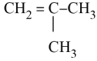 CH₂ = C–CH₃
CH₃